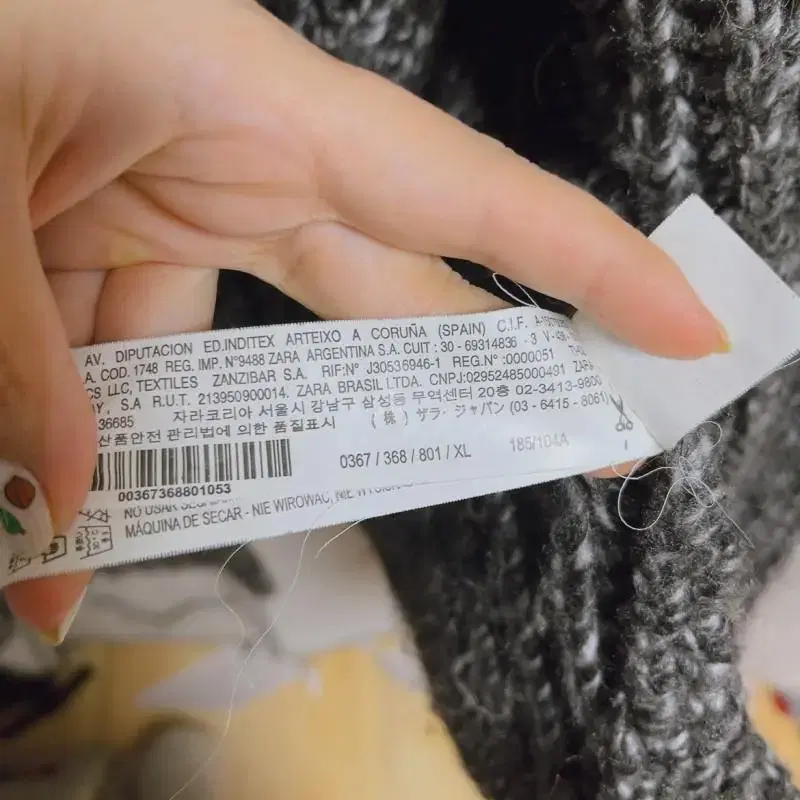 AV. DIPUTACION ED.INDITEX ARTEIXO A CORUÑA (SPAIN) C.I.F.
A. COD. 1748 REG. IMP. N°9488 ZARA ARGENTINA S.A. CUIT : 30 - 69314836 - 3
CS LLC, TEXTILES ZANZIBAR S.A. RIF:N° J30536946-1 REG.N° :0000051
NY, S.A R.U.T. 213950900014. ZARA BRASIL LTDA. CNPJ:02952485000491
36685 자라코리아 서울시 강남구 삼성동 무역센터 20층 02-3413-9800
산품안전 관리법에 의한 품질표시 (株) ザラ・ジャパン (03-6415-8061)
0367 / 368 / 801 / XL 185/104A
00367368801053
NO USAR
MÁQUINA DE SECAR - NIE WIROWAĆ,